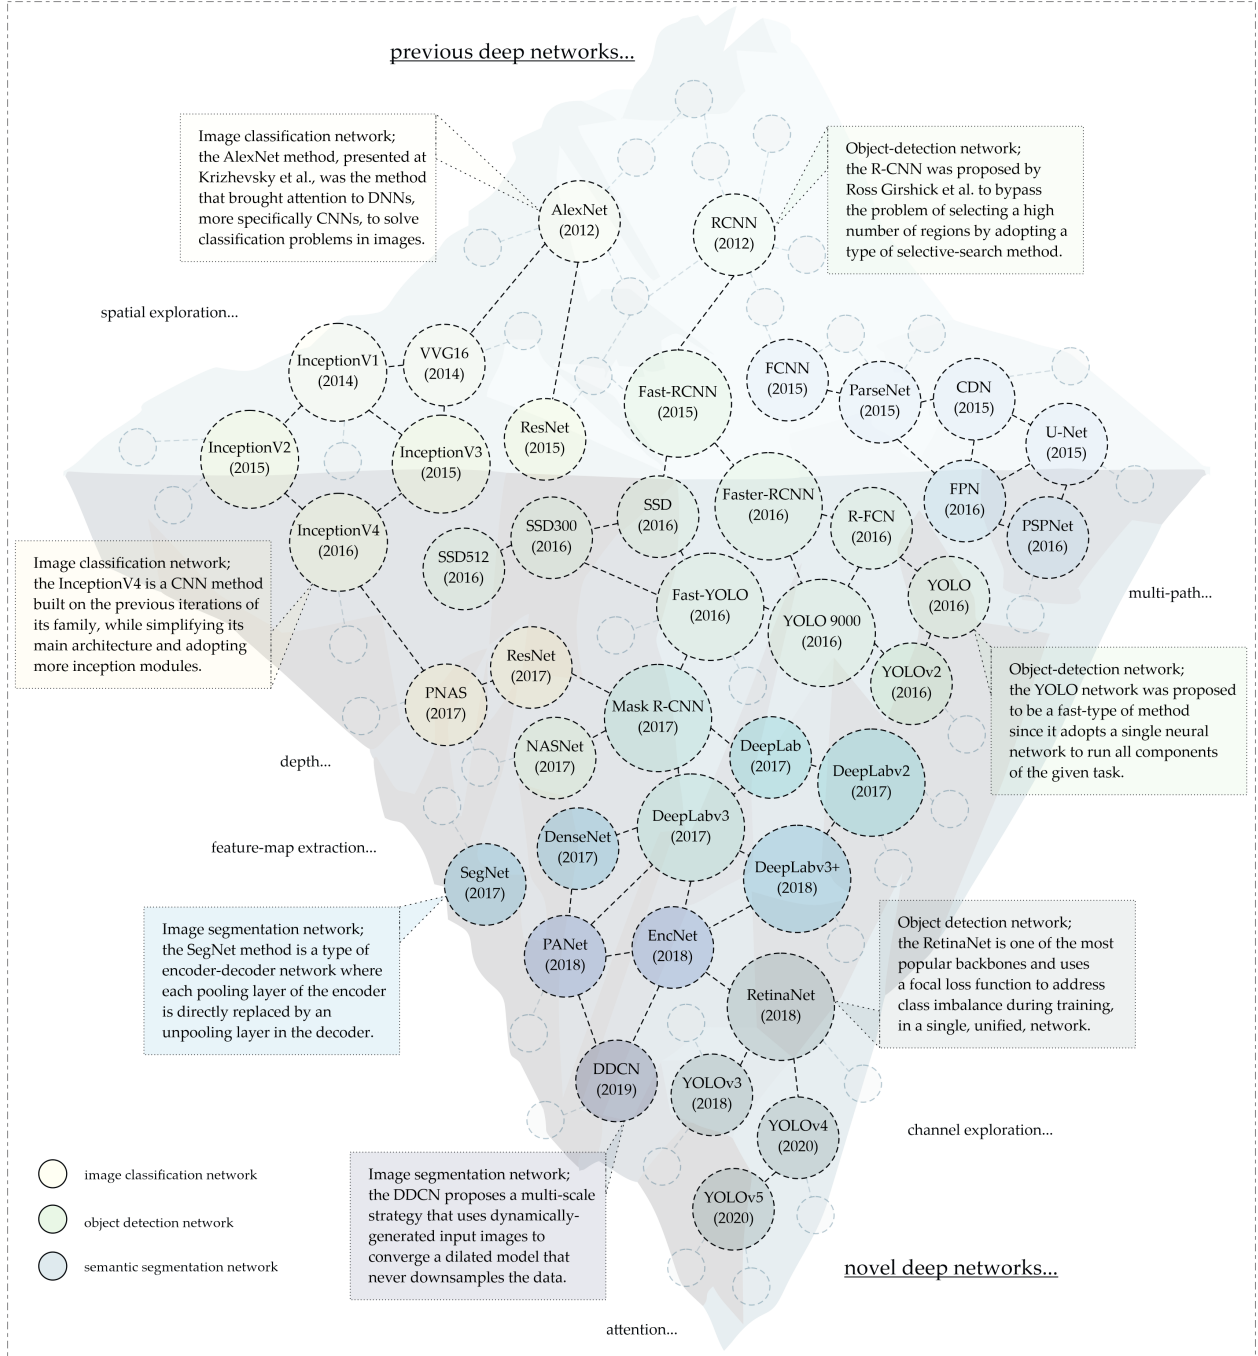 previous deep networks...
Image classification network;
the AlexNet method, presented at
Krizhevsky et al., was the method
that brought attention to DNNs,
more specifically CNNs, to solve
classification problems in images.
Object-detection network;
the R-CNN was proposed by
Ross Girshick et al. to bypass
the problem of selecting a high
number of regions by adopting a
type of selective-search method.
AlexNet
(2012)
RCNN
(2012)
spatial exploration...
InceptionV1
(2014)
VVG16
(2014)
Fast-RCNN
(2015)
FCNN
(2015)
ParseNet
(2015)
CDN
(2015)
InceptionV2
(2015)
InceptionV3
(2015)
ResNet
(2015)
U-Net
(2015)
InceptionV4
(2016)
SSD512
(2016)
SSD300
(2016)
SSD
(2016)
Faster-RCNN
(2016)
R-FCN
(2016)
FPN
(2016)
PSPNet
(2016)
Image classification network;
the InceptionV4 is a CNN method
built on the previous iterations of
its family, while simplifying its
main architecture and adopting
more inception modules.
Fast-YOLO
(2016)
YOLO 9000
(2016)
YOLO
(2016)
multi-path...
YOLOv2
(2016)
Object-detection network;
the YOLO network was proposed
to be a fast-type of method
since it adopts a single neural
network to run all components
of the given task.
PNAS
(2017)
ResNet
(2017)
Mask R-CNN
(2017)
depth...
NASNet
(2017)
DeepLab
(2017)
DeepLabv2
(2017)
feature-map extraction...
DenseNet
(2017)
DeepLabv3
(2017)
SegNet
(2017)
DeepLabv3+
(2018)
Image segmentation network;
the SegNet method is a type of
encoder-decoder network where
each pooling layer of the encoder
is directly replaced by an
unpooling layer in the decoder.
PANet
(2018)
EncNet
(2018)
RetinaNet
(2018)
Object detection network;
the RetinaNet is one of the most
popular backbones and uses
a focal loss function to address
class imbalance during training,
in a single, unified, network.
DDCN
(2019)
YOLOv3
(2018)
YOLOv4
(2020)
channel exploration...
YOLOv5
(2020)
Image segmentation network;
the DDCN proposes a multi-scale
strategy that uses dynamically-
generated input images to
converge a dilated model that
never downsamples the data.
image classification network
object detection network
semantic segmentation network
novel deep networks...
attention...